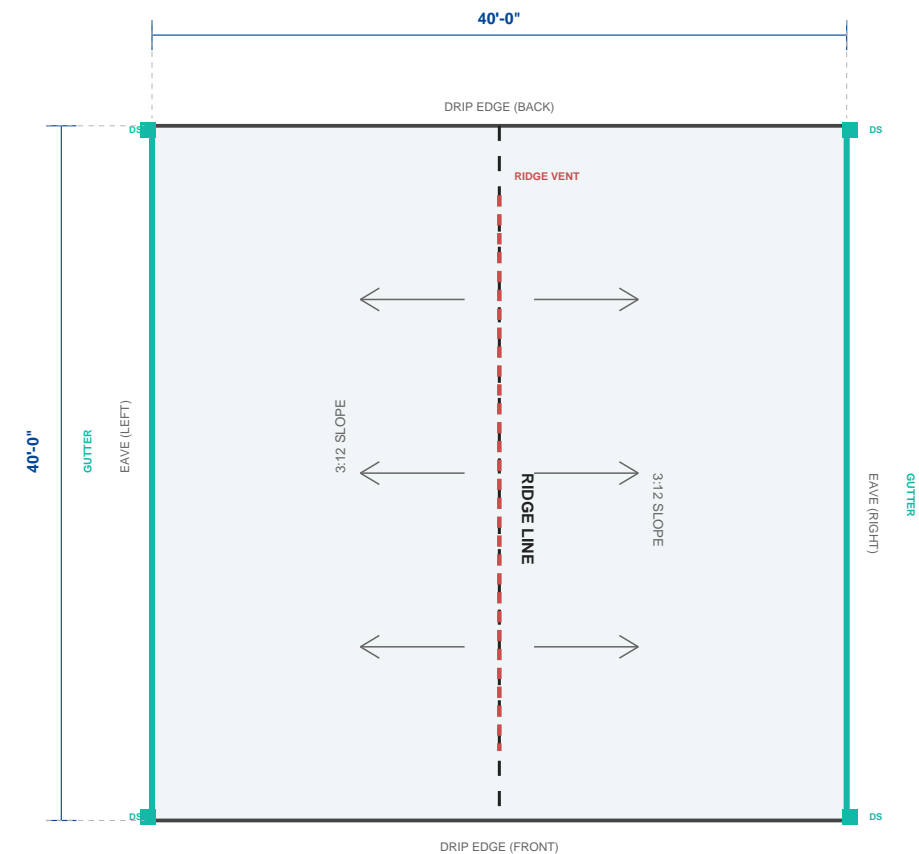 40'-0"
DRIP EDGE (BACK)
DS
DS
RIDGE VENT
40'-0"
GUTTER
EAVE (LEFT)
3:12 SLOPE
RIDGE LINE
3:12 SLOPE
EAVE (RIGHT)
GUTTER
DS
DS
DRIP EDGE (FRONT)